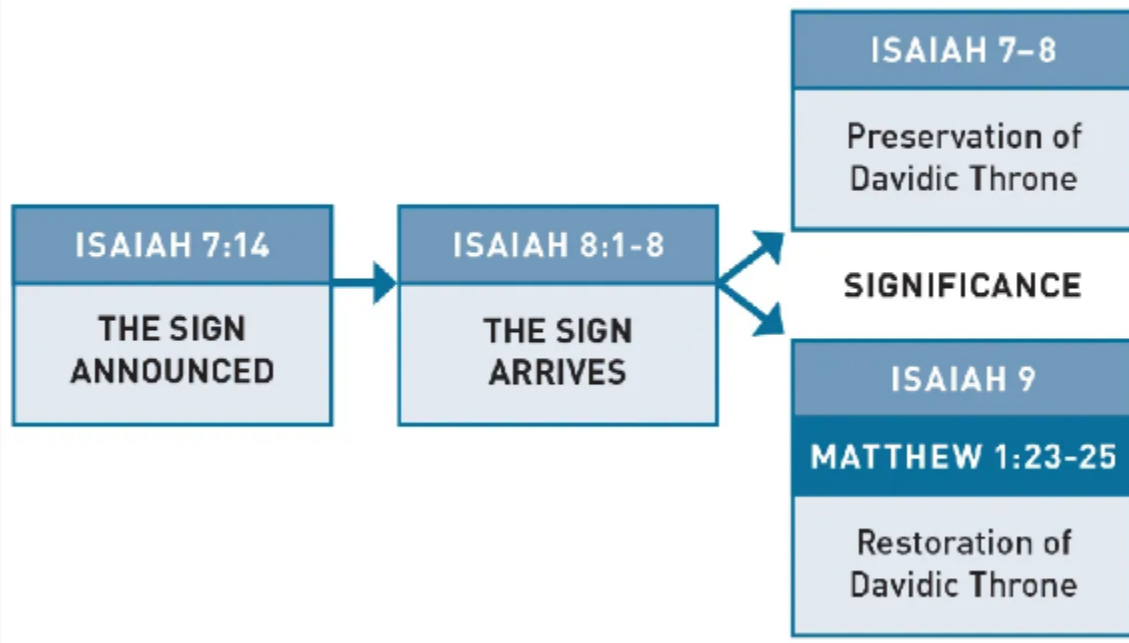 ISAIAH 7:14
THE SIGN
ANNOUNCED
ISAIAH 8:1-8
THE SIGN
ARRIVES
ISAIAH 7–8
Preservation of
Davidic Throne
SIGNIFICANCE
ISAIAH 9
MATTHEW 1:23-25
Restoration of
Davidic Throne